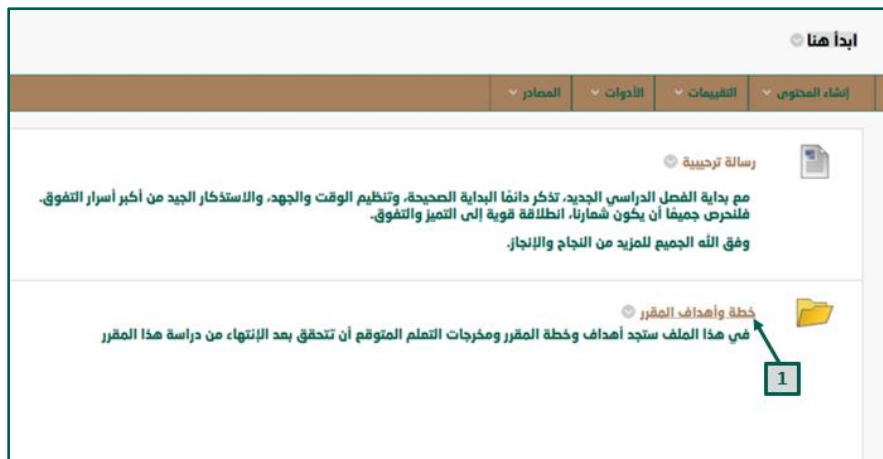 ابدأ هنا
إنشاء المحتوى التقييمات الأدوات المصادر
رسالة ترحيبية
مع بداية الفصل الدراسي الجديد، تذكر دائمًا البداية الصحيحة، وتنظيم الوقت والجهد، والاستذكار الجيد من أكبر أسرار التفوق.
فلنحرص جميعًا أن يكون شعارنا، انطلاقة قوية إلى التميز والتفوق.
وفق الله الجميع للمزيد من النجاح والإنجاز.
خطة وأهداف المقرر
في هذا الملف ستجد أهداف وخطة المقرر ومخرجات التعلم المتوقع أن تتحقق بعد الإنتهاء من دراسة هذا المقرر
1